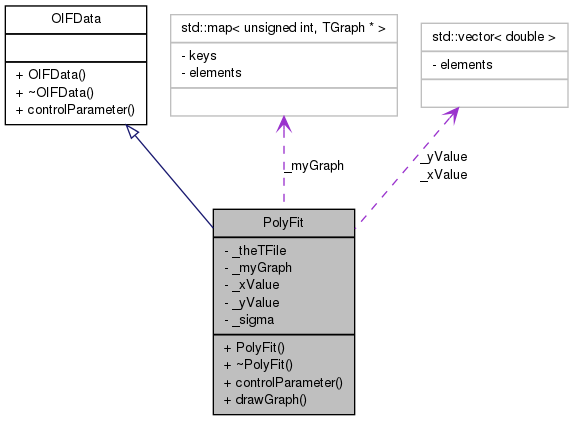 OIFData
+ OIFData()
+ ~OIFData()
+ controlParameter()
std::map< unsigned int, TGraph * >
- keys
- elements
std::vector< double >
- elements
_myGraph
_yValue
_xValue
PolyFit
- _theTFile
- _myGraph
- _xValue
- _yValue
- _sigma
+ PolyFit()
+ ~PolyFit()
+ controlParameter()
+ drawGraph()